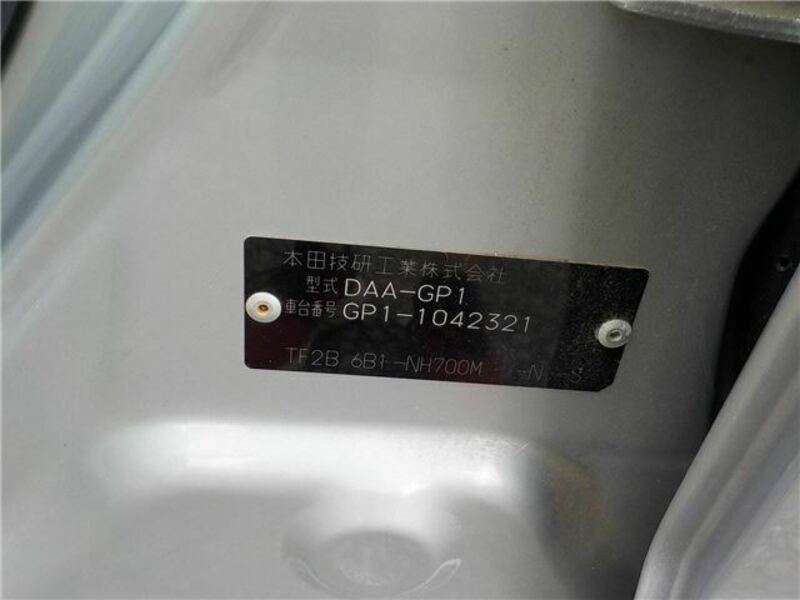 本田技研工業株式会社
型式 DAA-GP1
車台番号 GP1-1042321
TF2B 6B1-NH700M -N -S